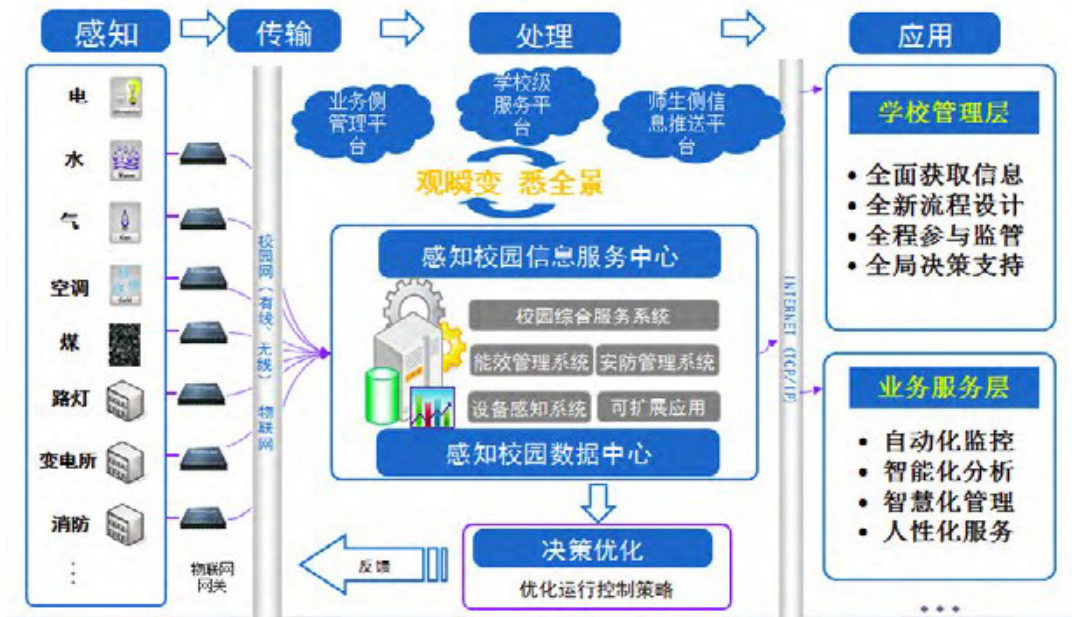 感知
传输
处理
应用
电
水
气
空调
煤
路灯
变电所
消防
物联网
网关
校园网（有线、无线） 物联网
业务侧
管理平
台
学校级
服务平
台
师生侧信
息推送平
台
观瞬变 悉全景
感知校园信息服务中心
校园综合服务系统
能效管理系统
安防管理系统
设备感知系统
可扩展应用
感知校园数据中心
决策优化
优化运行控制策略
反馈
INTERNET (TCP/IP)
学校管理层
• 全面获取信息
• 全新流程设计
• 全程参与监管
• 全局决策支持
业务服务层
• 自动化监控
• 智能化分析
• 智慧化管理
• 人性化服务